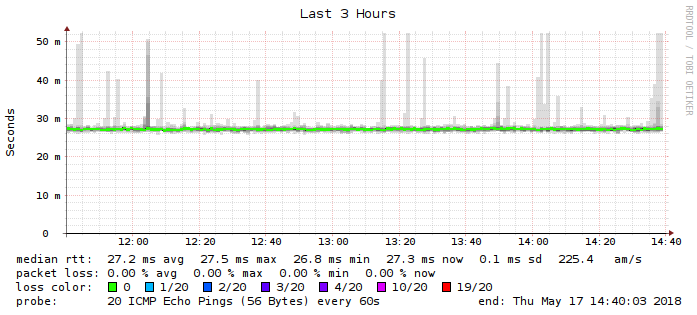 Last 3 Hours
RRDTOOL / TOBI OETIKER
Seconds
50 m
40 m
30 m
20 m
10 m
0
12:00 12:20 12:40 13:00 13:20 13:40 14:00 14:20 14:40
median rtt: 27.2 ms avg 27.5 ms max 26.8 ms min 27.3 ms now 0.1 ms sd 225.4 am/s
packet loss: 0.00 % avg 0.00 % max 0.00 % min 0.00 % now
loss color: 0 1/20 2/20 3/20 4/20 10/20 19/20
probe: 20 ICMP Echo Pings (56 Bytes) every 60s end: Thu May 17 14:40:03 2018